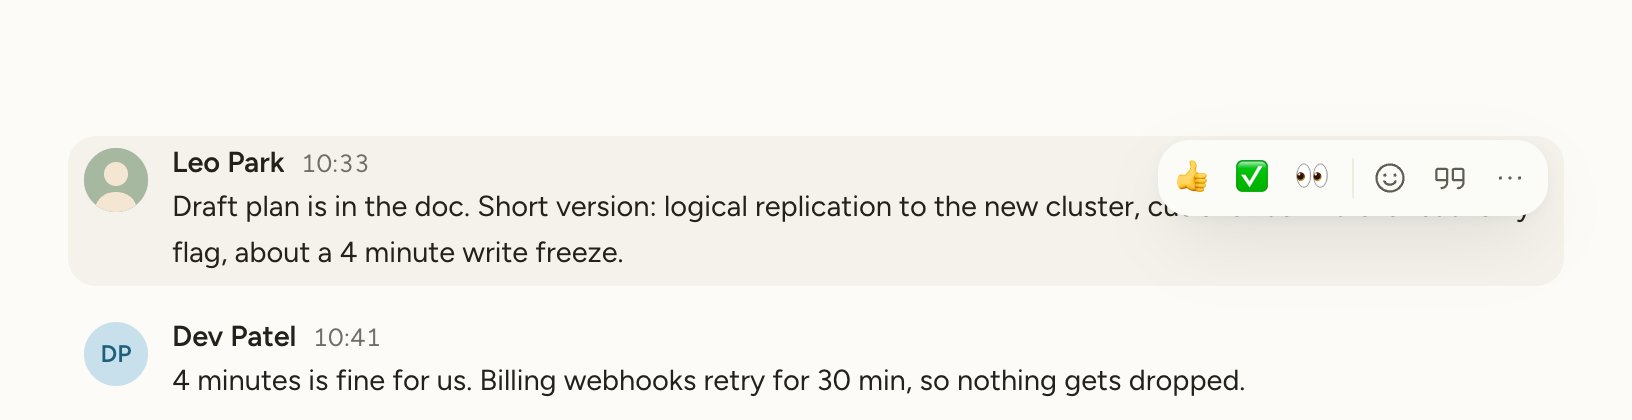 Leo Park 10:33
Draft plan is in the doc. Short version: logical replication to the new cluster,
flag, about a 4 minute write freeze.
DP
Dev Patel 10:41
4 minutes is fine for us. Billing webhooks retry for 30 min, so nothing gets dropped.